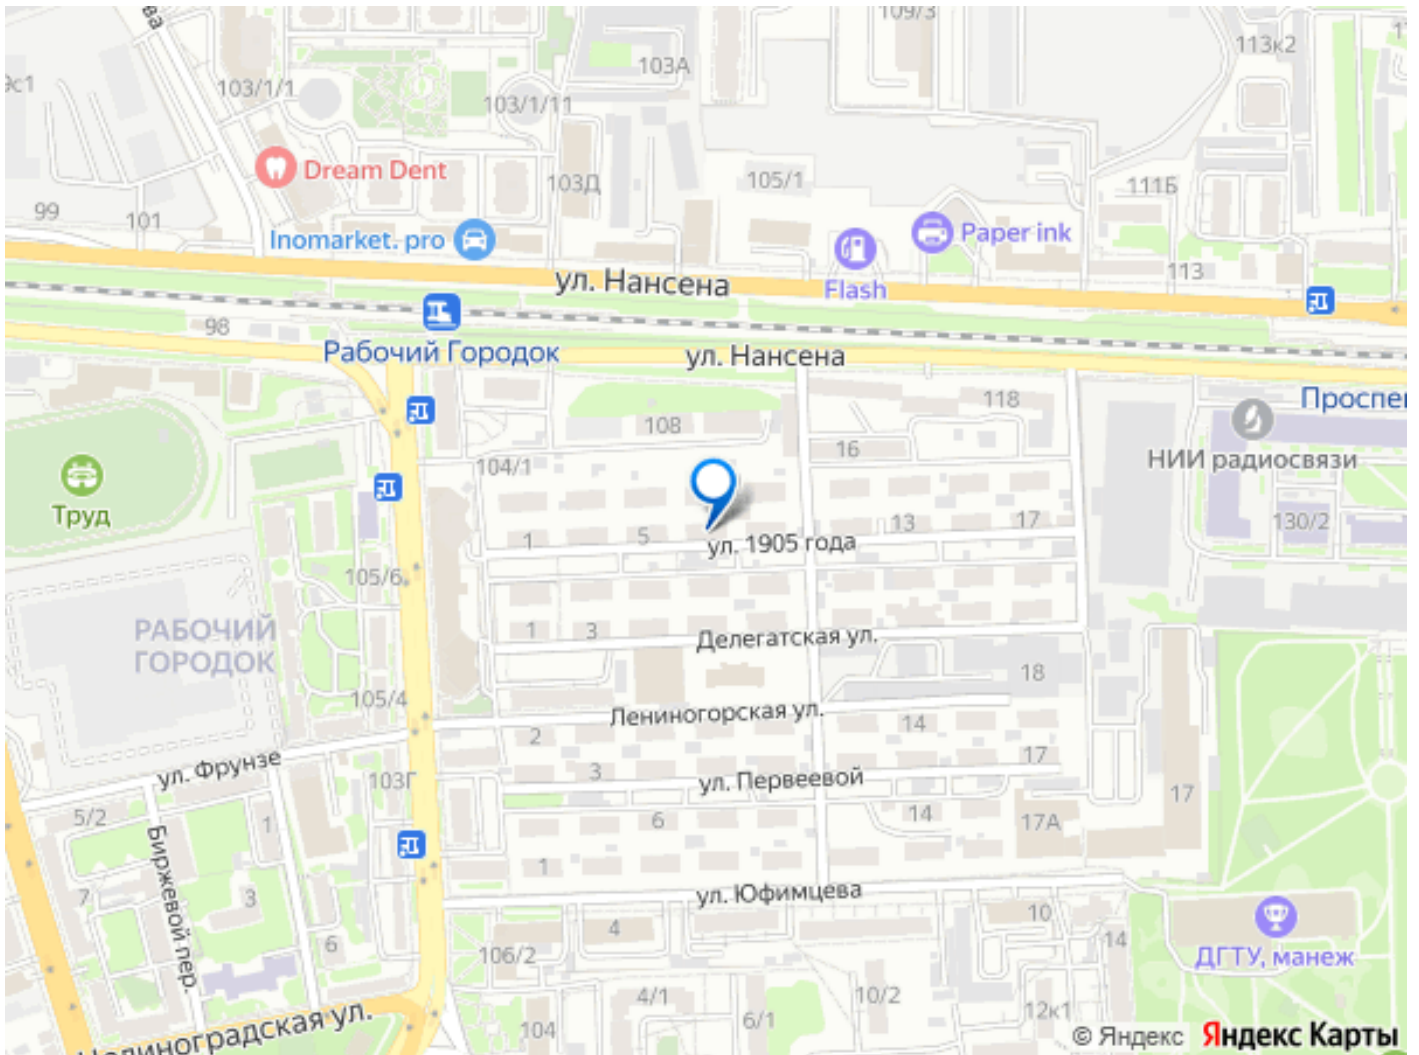 109/3
113к2
103А
103/1/1
103/1/11
Dream Dent
103Д
105/1
111Б
99
101
Inomarket. pro
Paper ink
ул. Нансена
Flash
113
98
Рабочий Городок
ул. Нансена
118
108
16
104/1
НИИ радиосвязи
Труд
130/2
1
5
13
17
ул. 1905 года
105/6
РАБОЧИЙ
ГОРОДОК
1
3
Делегатская ул.
18
105/4
Лениногорская ул.
14
2
ул. Фрунзе
3
17
ул. Первеевой
103Г
5/2
1
6
14
17А
17
Биржевой пер.
1
7
3
ул. Юфимцева
10
4
14
6
106/2
ДГТУ, манеж
4/1
10/2
12к1
104
6/1
© Яндекс Яндекс Карты